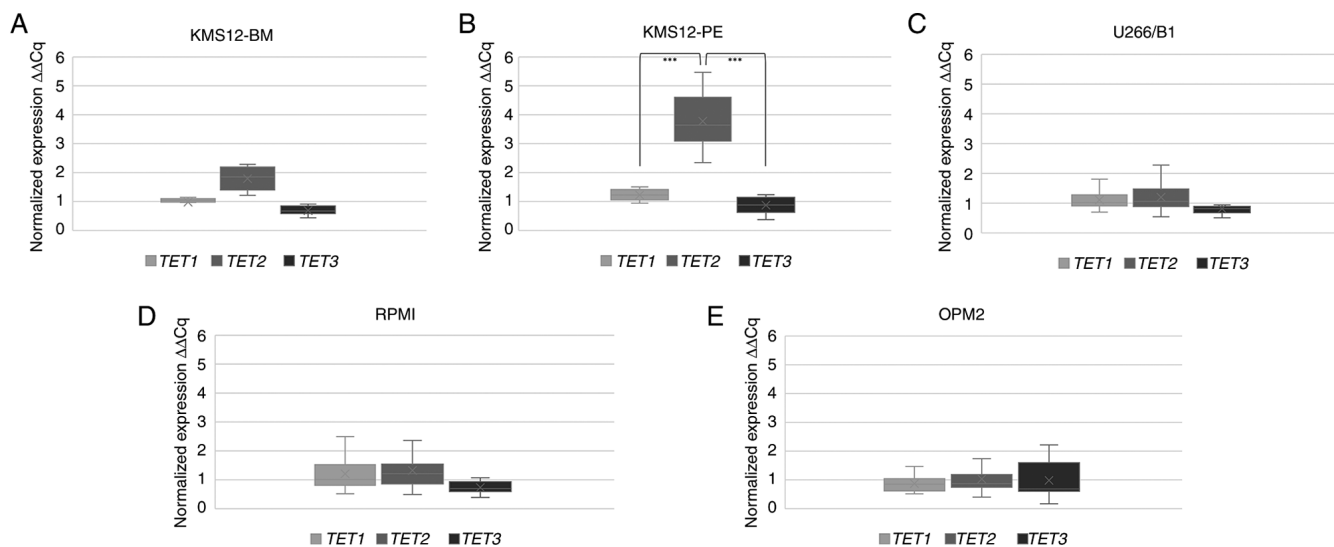 A
KMS12-BM
Normalized expression ΔΔCq
6
5
4
3
2
1
0
TET1 TET2 TET3
B
KMS12-PE
Normalized expression ΔΔCq
6
5
4
3
2
1
0
*** ***
TET1 TET2 TET3
C
U266/B1
Normalized expression ΔΔCq
6
5
4
3
2
1
0
TET1 TET2 TET3
D
RPMI
Normalized expression ΔΔCq
6
5
4
3
2
1
0
TET1 TET2 TET3
E
OPM2
Normalized expression ΔΔCq
6
5
4
3
2
1
0
TET1 TET2 TET3